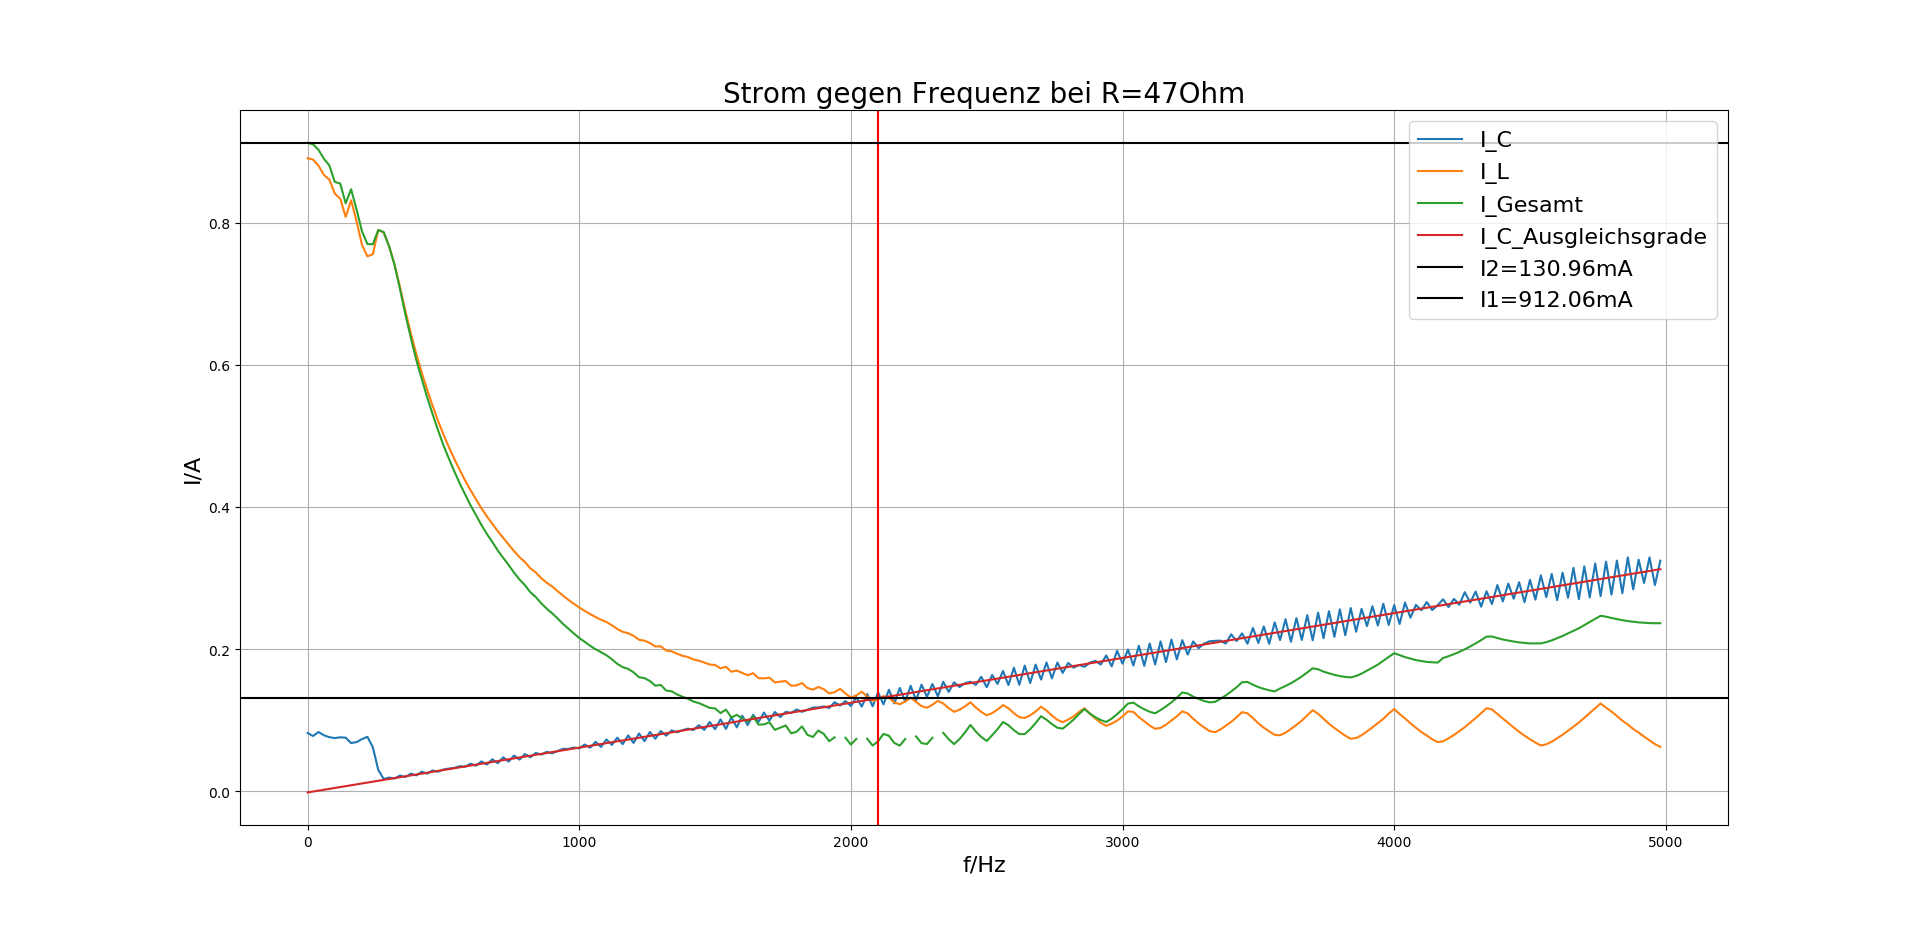 Strom gegen Frequenz bei R=47Ohm
I_C
I_L
I_Gesamt
I_C_Ausgleichsgrade
I2=130.96mA
I1=912.06mA
I/A
0.8
0.6
0.4
0.2
0.0
0 1000 2000 3000 4000 5000
f/Hz